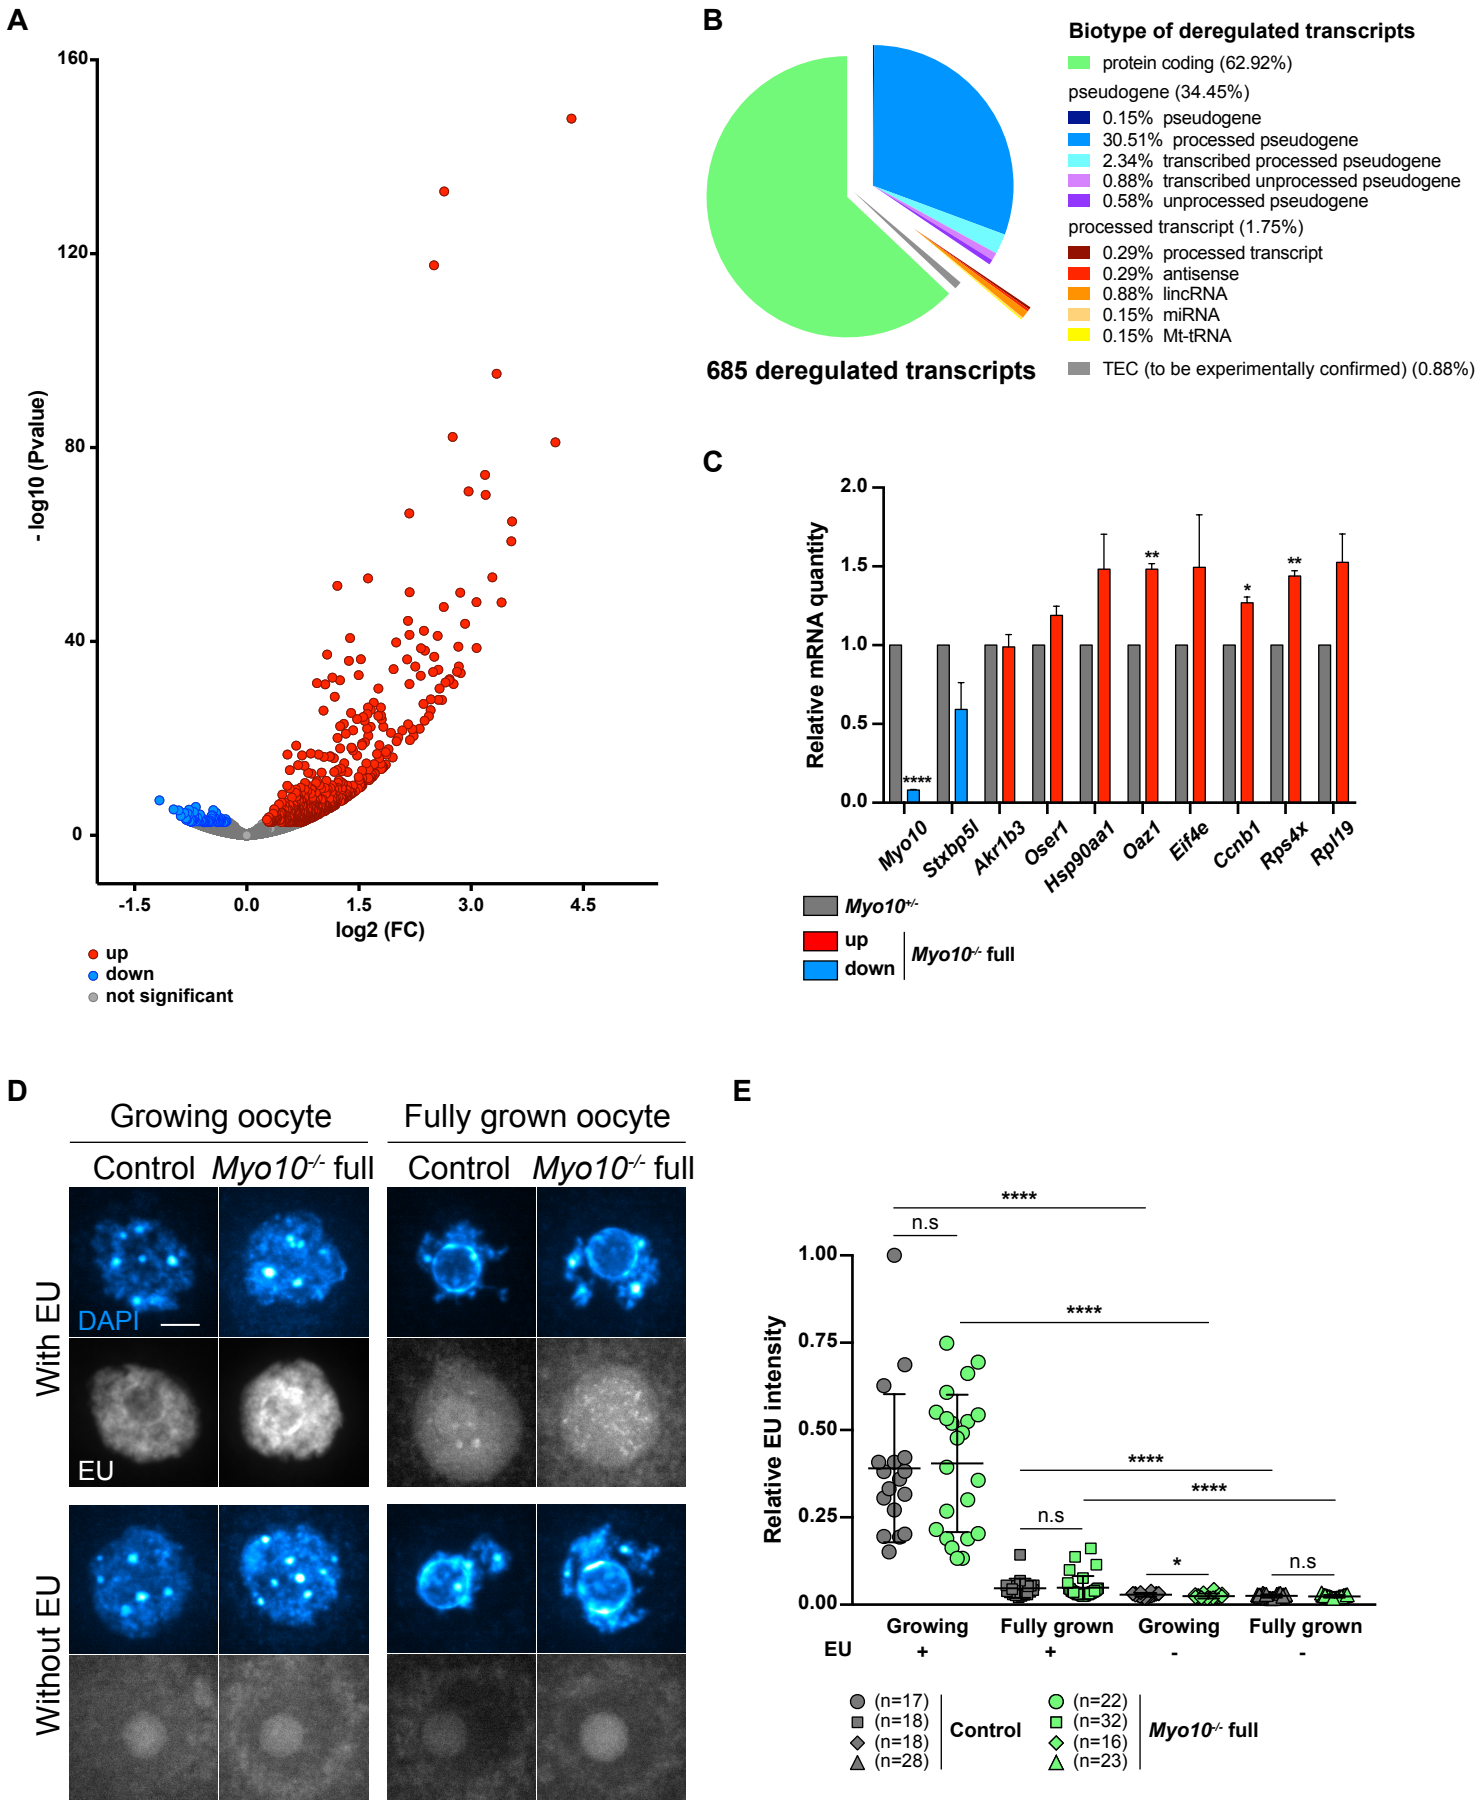 A
160
120
80
40
0
- log10 (Pvalue)
-1.5 0.0 1.5 3.0 4.5
log2 (FC)
up
down
not significant
B
Biotype of deregulated transcripts
protein coding (62.92%)
pseudogene (34.45%)
0.15% pseudogene
30.51% processed pseudogene
2.34% transcribed processed pseudogene
0.88% transcribed unprocessed pseudogene
0.58% unprocessed pseudogene
processed transcript (1.75%)
0.29% processed transcript
0.29% antisense
0.88% lincRNA
0.15% miRNA
0.15% Mt-tRNA
TEC (to be experimentally confirmed) (0.88%)
685 deregulated transcripts
C
2.0
1.5
1.0
0.5
0.0
Relative mRNA quantity
**** ** * **
Myo10 Stxbp5l Akr1b3 Oser1 Hsp90aa1 Oaz1 Eif4e Ccnb1 Rps4x Rpl19
Myo10+/-
up
down
Myo10-/- full
D
Growing oocyte Fully grown oocyte
Control Myo10-/- full Control Myo10-/- full
With EU
DAPI
EU
Without EU
E
****
n.s
****
****
****
n.s
*
n.s
1.00
0.75
0.50
0.25
0.00
Relative EU intensity
Growing Fully grown Growing Fully grown
EU + + - -
(n=17) (n=22)
(n=18) (n=32)
(n=18) (n=16)
(n=28) (n=23)
Control Myo10-/- full